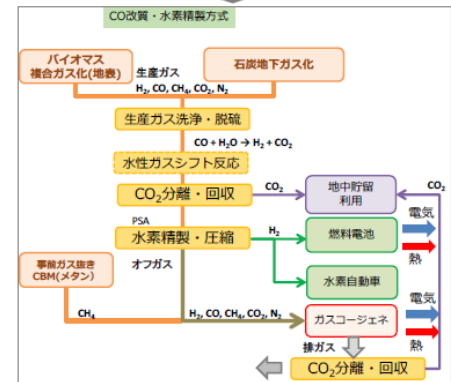 CO改質・水素精製方式
バイオマス
複合ガス化(地表)
生産ガス
石炭地下ガス化
H2, CO, CH4, CO2, N2
生産ガス洗浄・脱硫
CO + H2O → H2 + CO2
水性ガスシフト反応
CO2分離・回収
CO2
地中貯留
利用
CO2
PSA
水素精製・圧縮
H2
燃料電池
電気
熱
オフガス
事前ガス抜き
CBM(メタン)
水素自動車
CH4
H2, CO, CH4, CO2, N2
ガスコージェネ
電気
熱
排ガス
CO2分離・回収